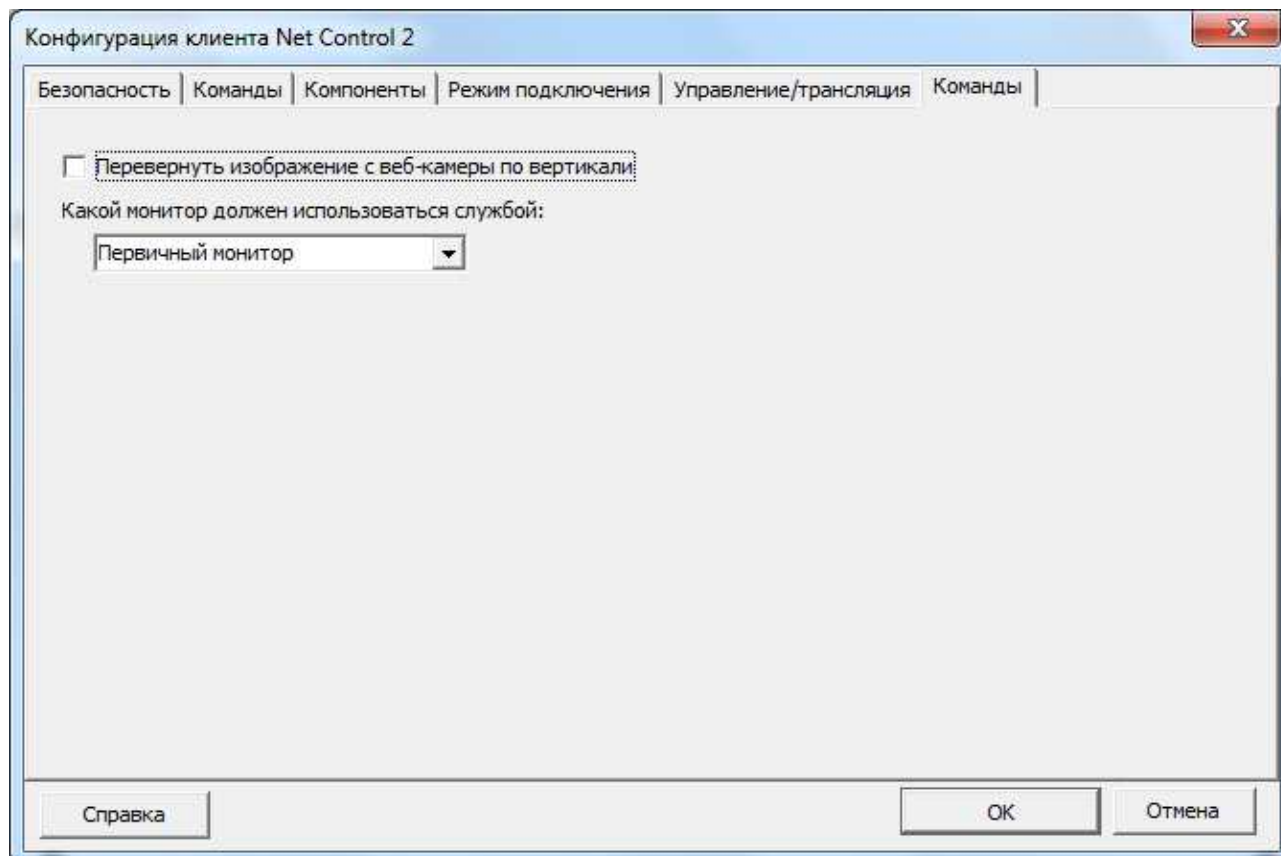 Конфигурация клиента Net Control 2
Безопасность Команды Компоненты Режим подключения Управление/трансляция Команды
Перевернуть изображение с веб-камеры по вертикали
Какой монитор должен использоваться службой:
Первичный монитор
Справка OK Отмена